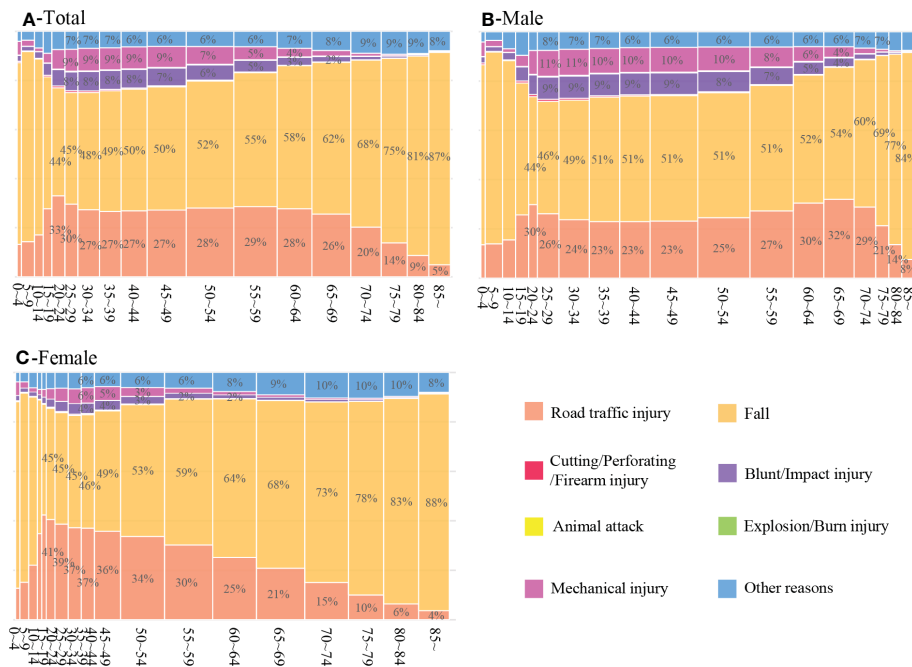 A-Total
7% 7% 7% 6% 6% 6% 6% 7% 8% 9% 9% 9% 8%
9% 9% 9% 9% 9% 7% 5% 4%
8% 8% 8% 8% 7% 6% 5% 3% 2%
44% 45% 48% 49% 50% 50% 52% 55% 58% 62% 68% 75% 81% 87%
33% 30% 27% 27% 27% 27% 28% 29% 28% 26% 20% 14% 9% 5%
0~4 5~9 10~14 15~19 20~24 25~29 30~34 35~39 40~44 45~49 50~54 55~59 60~64 65~69 70~74 75~79 80~84 85~
B-Male
8% 7% 7% 6% 6% 6% 6% 6% 6% 7% 7%
11% 11% 10% 10% 10% 10% 8% 6% 4%
9% 9% 9% 9% 9% 8% 7% 5% 4%
44% 46% 49% 51% 51% 51% 51% 51% 52% 54% 60% 69% 77% 84%
30% 26% 24% 23% 23% 23% 25% 27% 30% 32% 29% 21% 14% 8%
0~4 5~9 10~14 15~19 20~24 25~29 30~34 35~39 40~44 45~49 50~54 55~59 60~64 65~69 70~74 75~79 80~84 85~
C-Female
6% 6% 6% 6% 8% 9% 10% 10% 10% 8%
6% 5% 3%
4% 4% 3% 2% 2%
45% 45% 45% 46% 49% 53% 59% 64% 68% 73% 78% 83% 88%
41% 39% 37% 37% 36% 34% 30% 25% 21% 15% 10% 6% 4%
0~4 5~9 10~14 15~19 20~24 25~29 30~34 35~39 40~44 45~49 50~54 55~59 60~64 65~69 70~74 75~79 80~84 85~
Road traffic injury
Fall
Cutting/Perforating
/Firearm injury
Blunt/Impact injury
Animal attack
Explosion/Burn injury
Mechanical injury
Other reasons